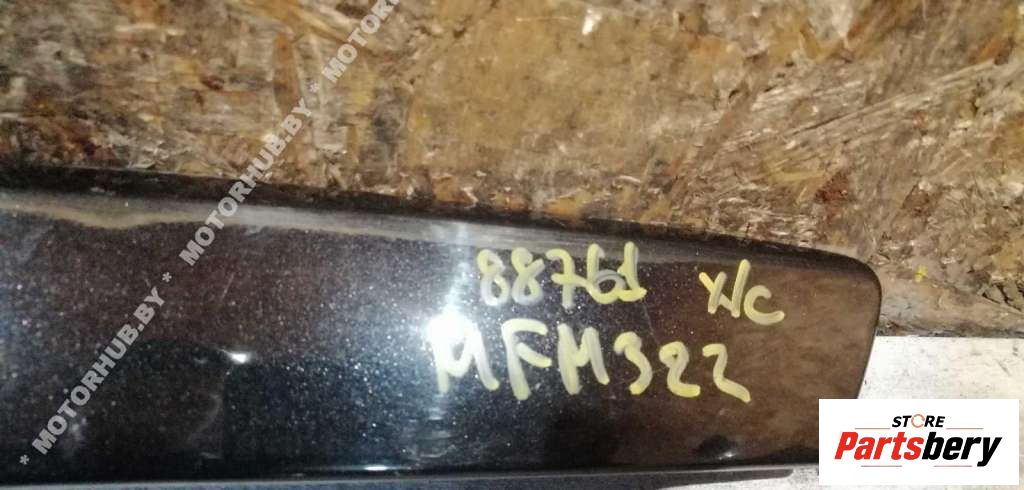 * MOTORHUB.BY * MOTORHUB.BY * MOTORHUB.BY *
88761 х/с
MFM322
STORE
Partsbery